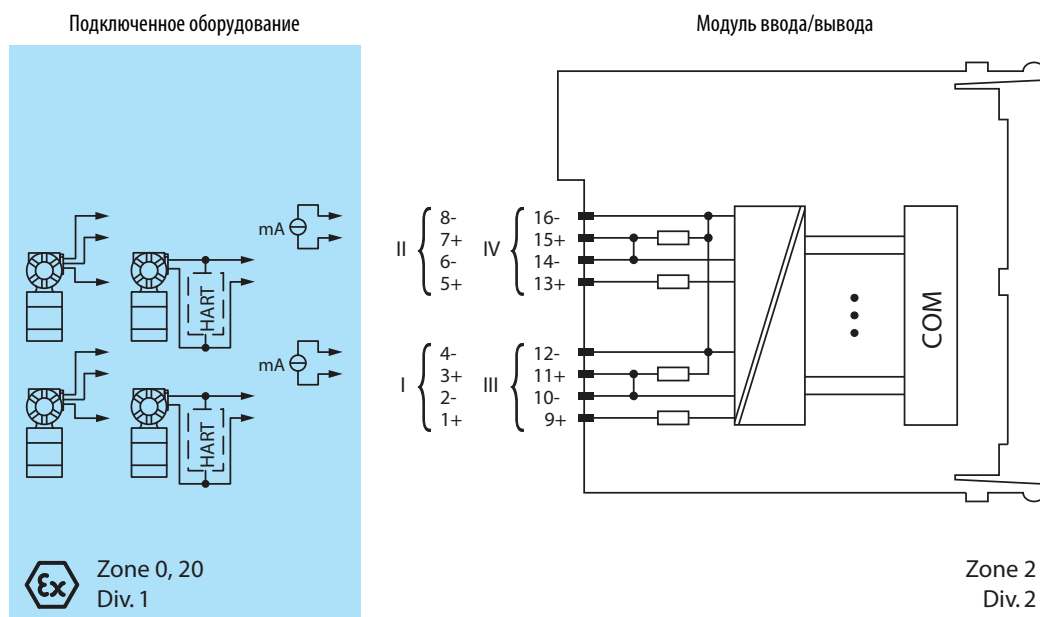 Подключенное оборудование
Модуль ввода/вывода
mA
HART
mA
HART
II
8-
7+
6-
5+
IV
16-
15+
14-
13+
I
4-
3+
2-
1+
III
12-
11+
10-
9+
COM
Ex
Zone 0, 20
Div. 1
Zone 2
Div. 2